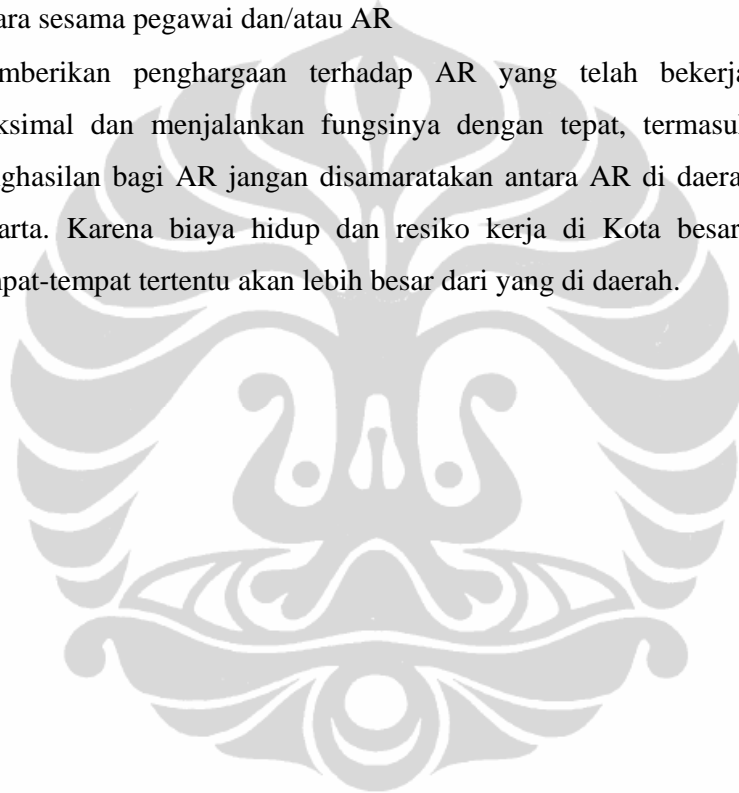 ara sesama pegawai dan/atau AR
mberikan penghargaan terhadap AR yang telah bekerja
ksimal dan menjalankan fungsinya dengan tepat, termasu
ghasilan bagi AR jangan disamaratakan antara AR di daera
arta. Karena biaya hidup dan resiko kerja di Kota besar
pat-tempat tertentu akan lebih besar dari yang di daerah.